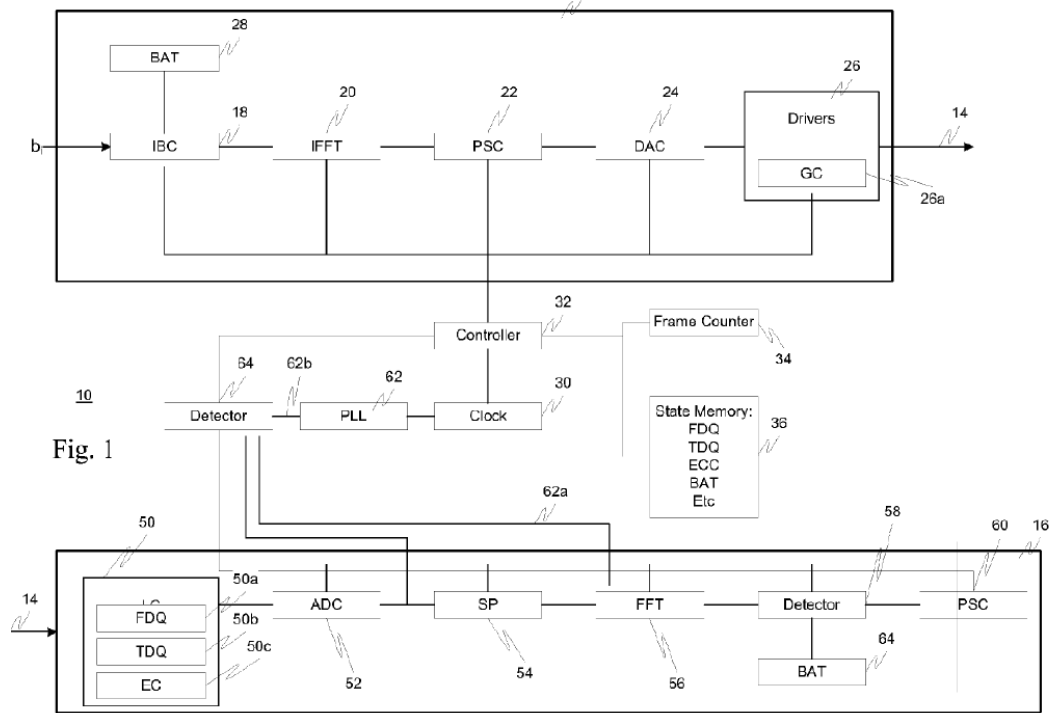 28
BAT
26
18
20
22
24
Drivers
14
b
IBC
IFFT
PSC
DAC
GC
26a
32
Controller
Frame Counter
34
64
62b
62
30
10
Detector
PLL
Clock
State Memory:
FDQ
TDQ
ECC
BAT
Etc
36
Fig. 1
62a
50
58
60
16
50a
14
FDQ
ADC
SP
FFT
Detector
PSC
50b
TDQ
50c
EC
52
54
56
BAT
64